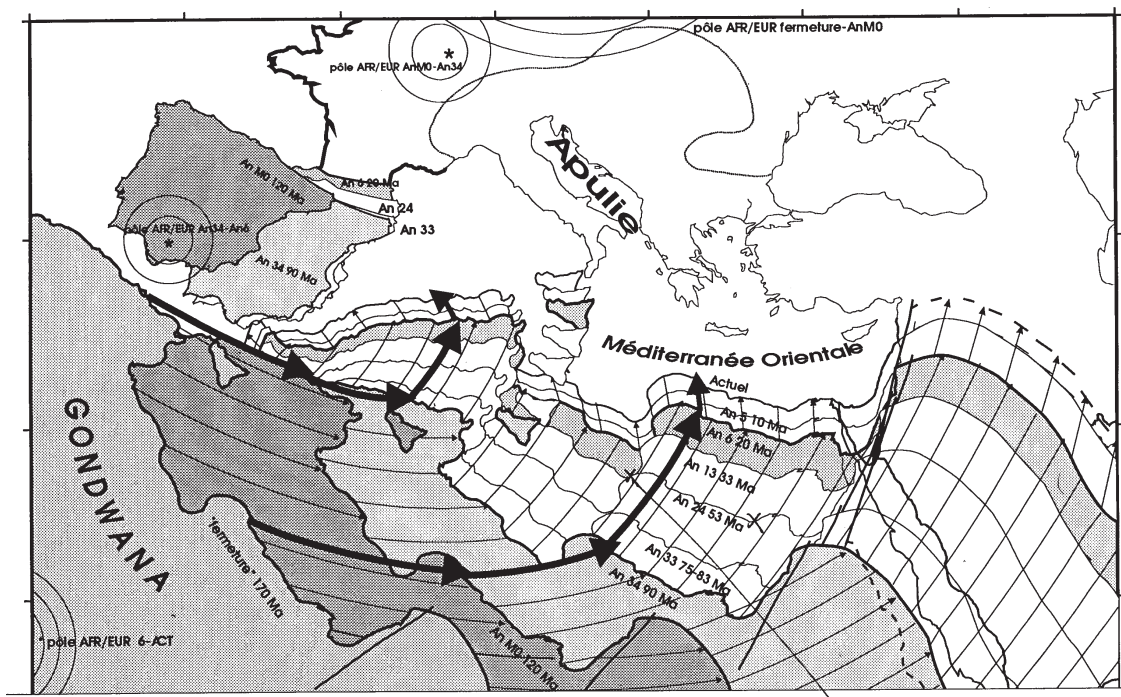 pôle AFR/EUR fermeture-AnM0
pôle AFR/EUR AnM0-An34
Apulie
An M0 120 Ma
An 6 20 Ma
An 24
An 33
pôle AFR/EUR An34-An6
An 34 90 Ma
Méditerranée Orientale
Actuel
An 5 10 Ma
An 6 20 Ma
An 13 33 Ma
An 24 53 Ma
An 33 75-83 Ma
An 34 90 Ma
GONDWANA
"fermeture" 170 Ma
An M0-120 Ma
pôle AFR/EUR 6-ACT